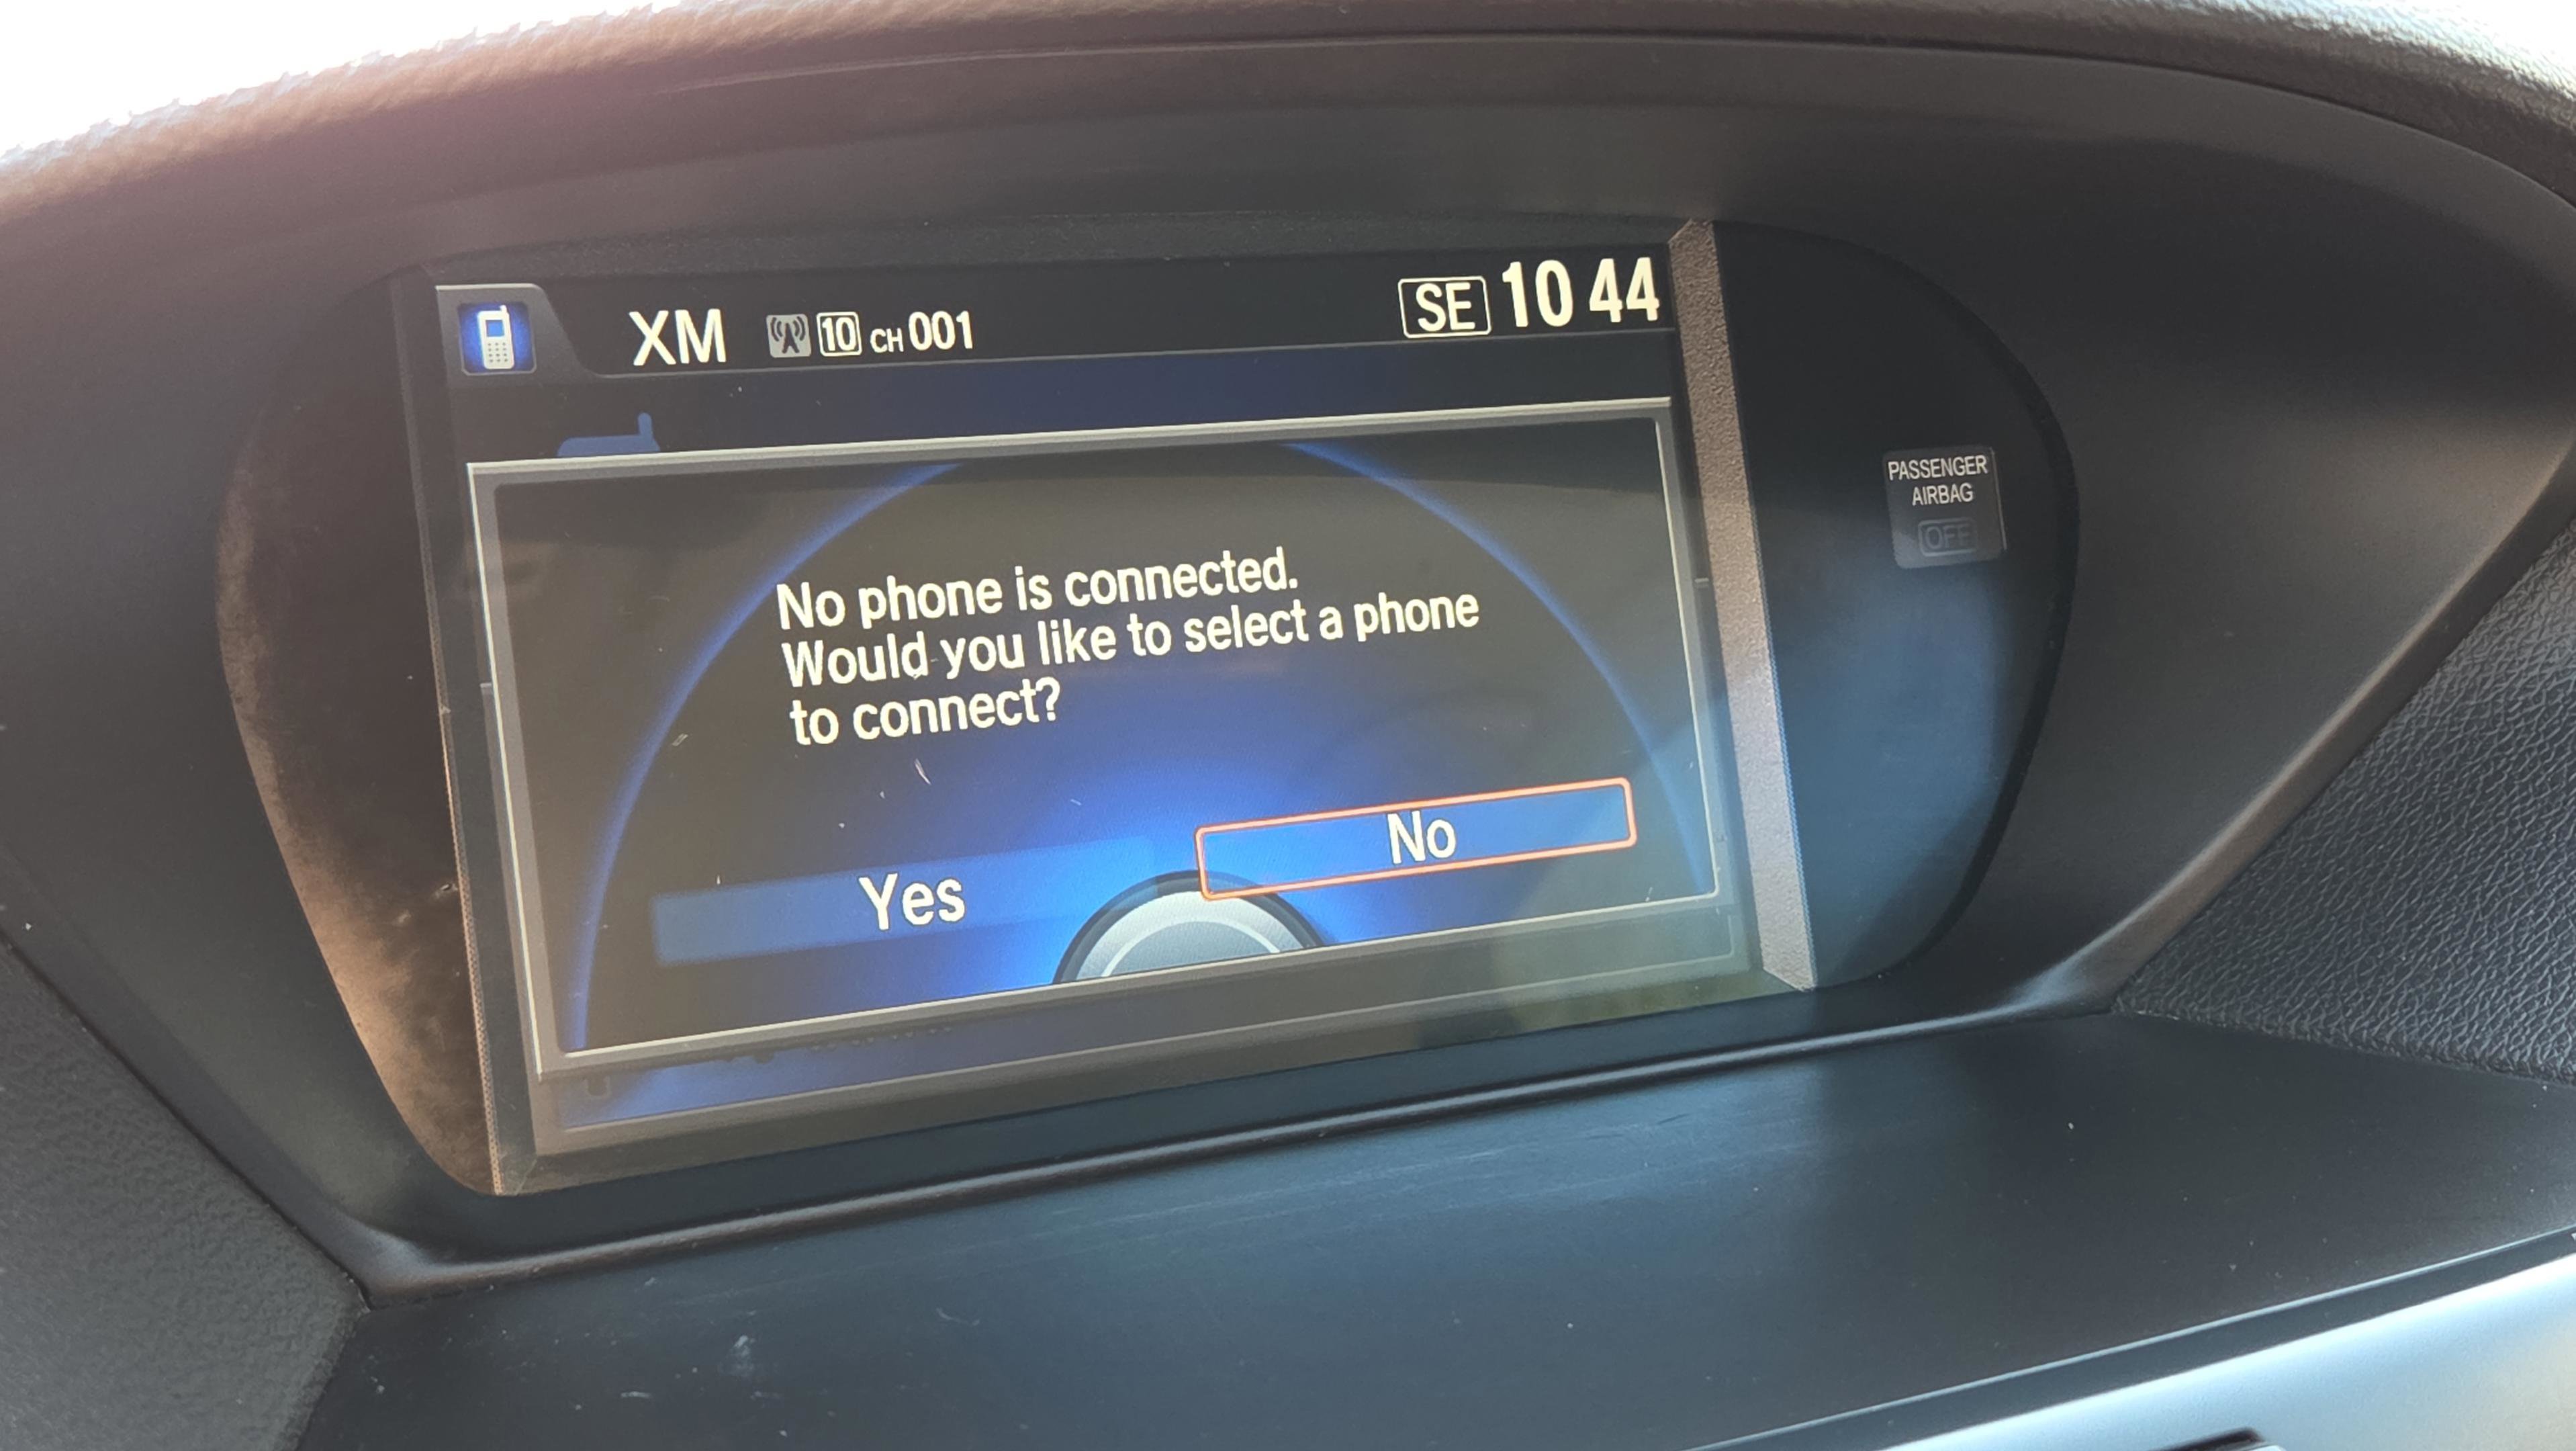 XM 10 CH 001 SE 10 44
No phone is connected.
Would you like to select a phone
to connect?
Yes No
PASSENGER
AIRBAG
OFF